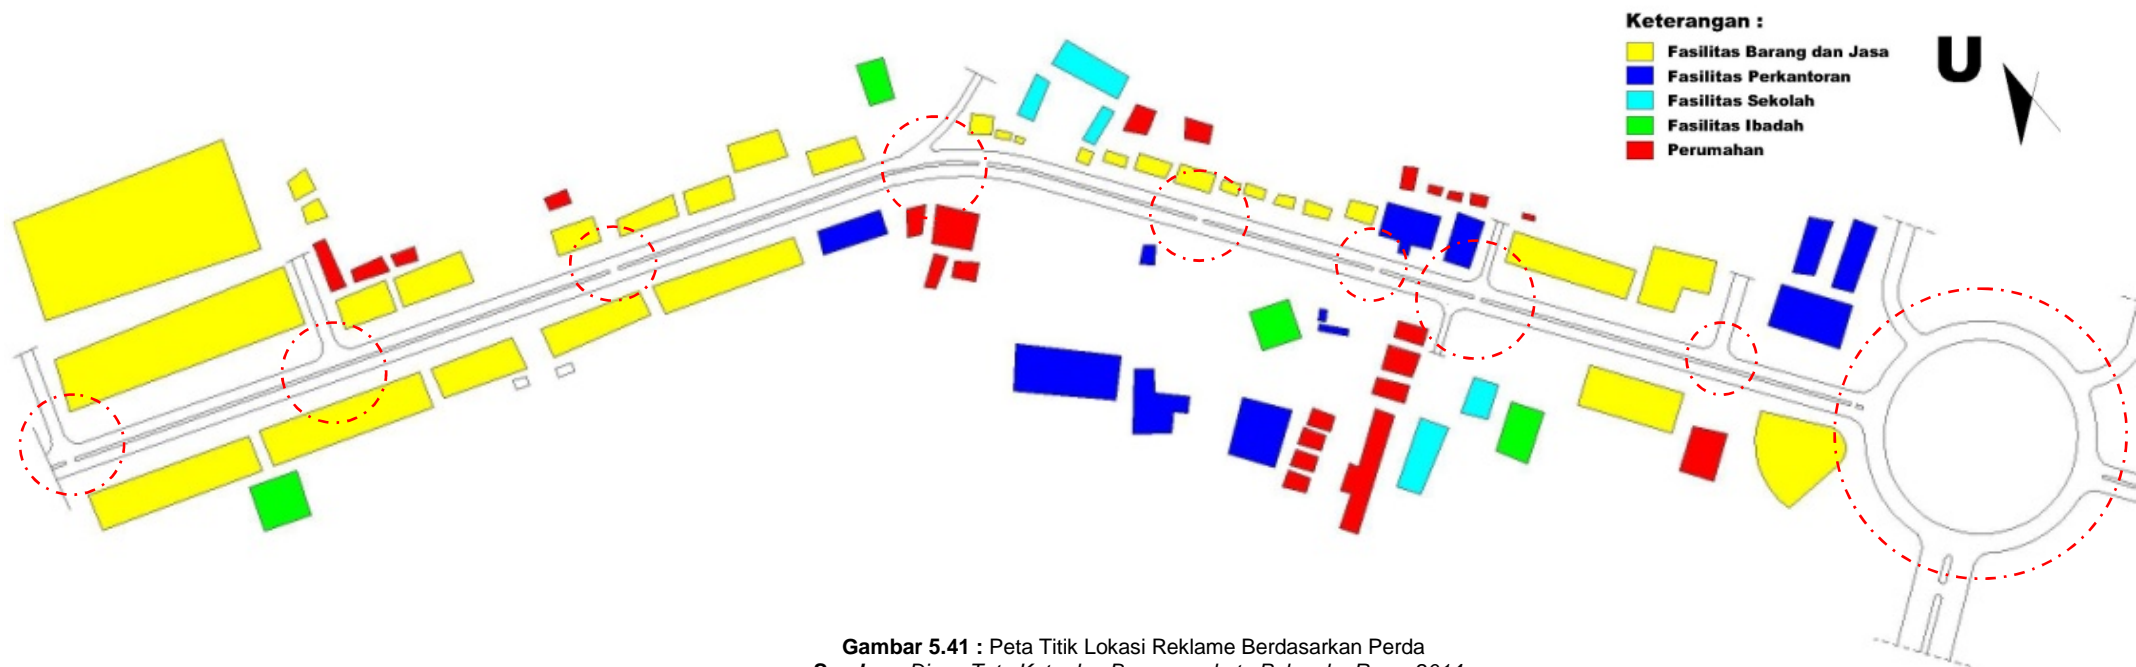 Keterangan :
U
Fasilitas Barang dan Jasa
Fasilitas Perkantoran
Fasilitas Sekolah
Fasilitas Ibadah
Perumahan
Gambar 5.41 : Peta Titik Lokasi Reklame Berdasarkan Perda